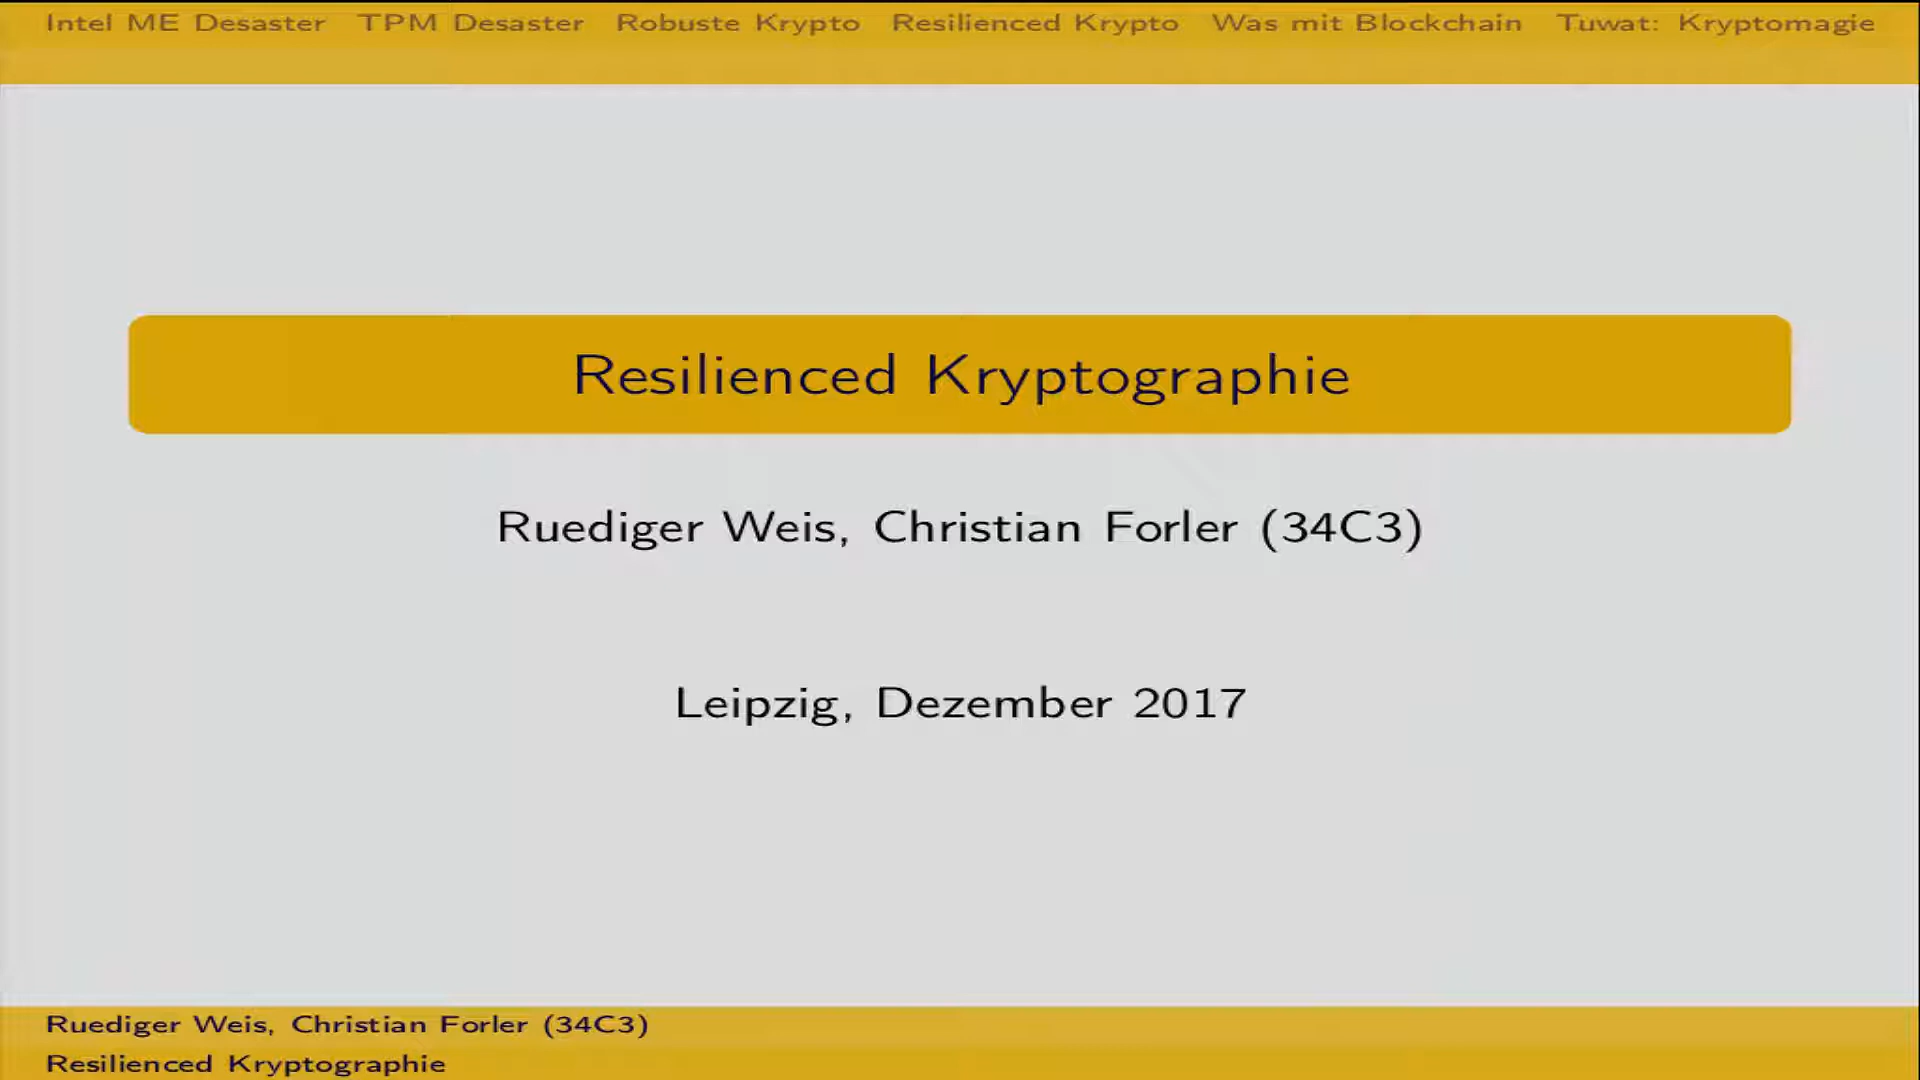 Intel ME Desaster TPM Desaster Robuste Krypto Resilienced Krypto Was mit Blockchain Tuwat: Kryptomagie
Resilienced Kryptographie
Ruediger Weis, Christian Forler (34C3)
Leipzig, Dezember 2017
Ruediger Weis, Christian Forler (34C3)
Resilienced Kryptographie